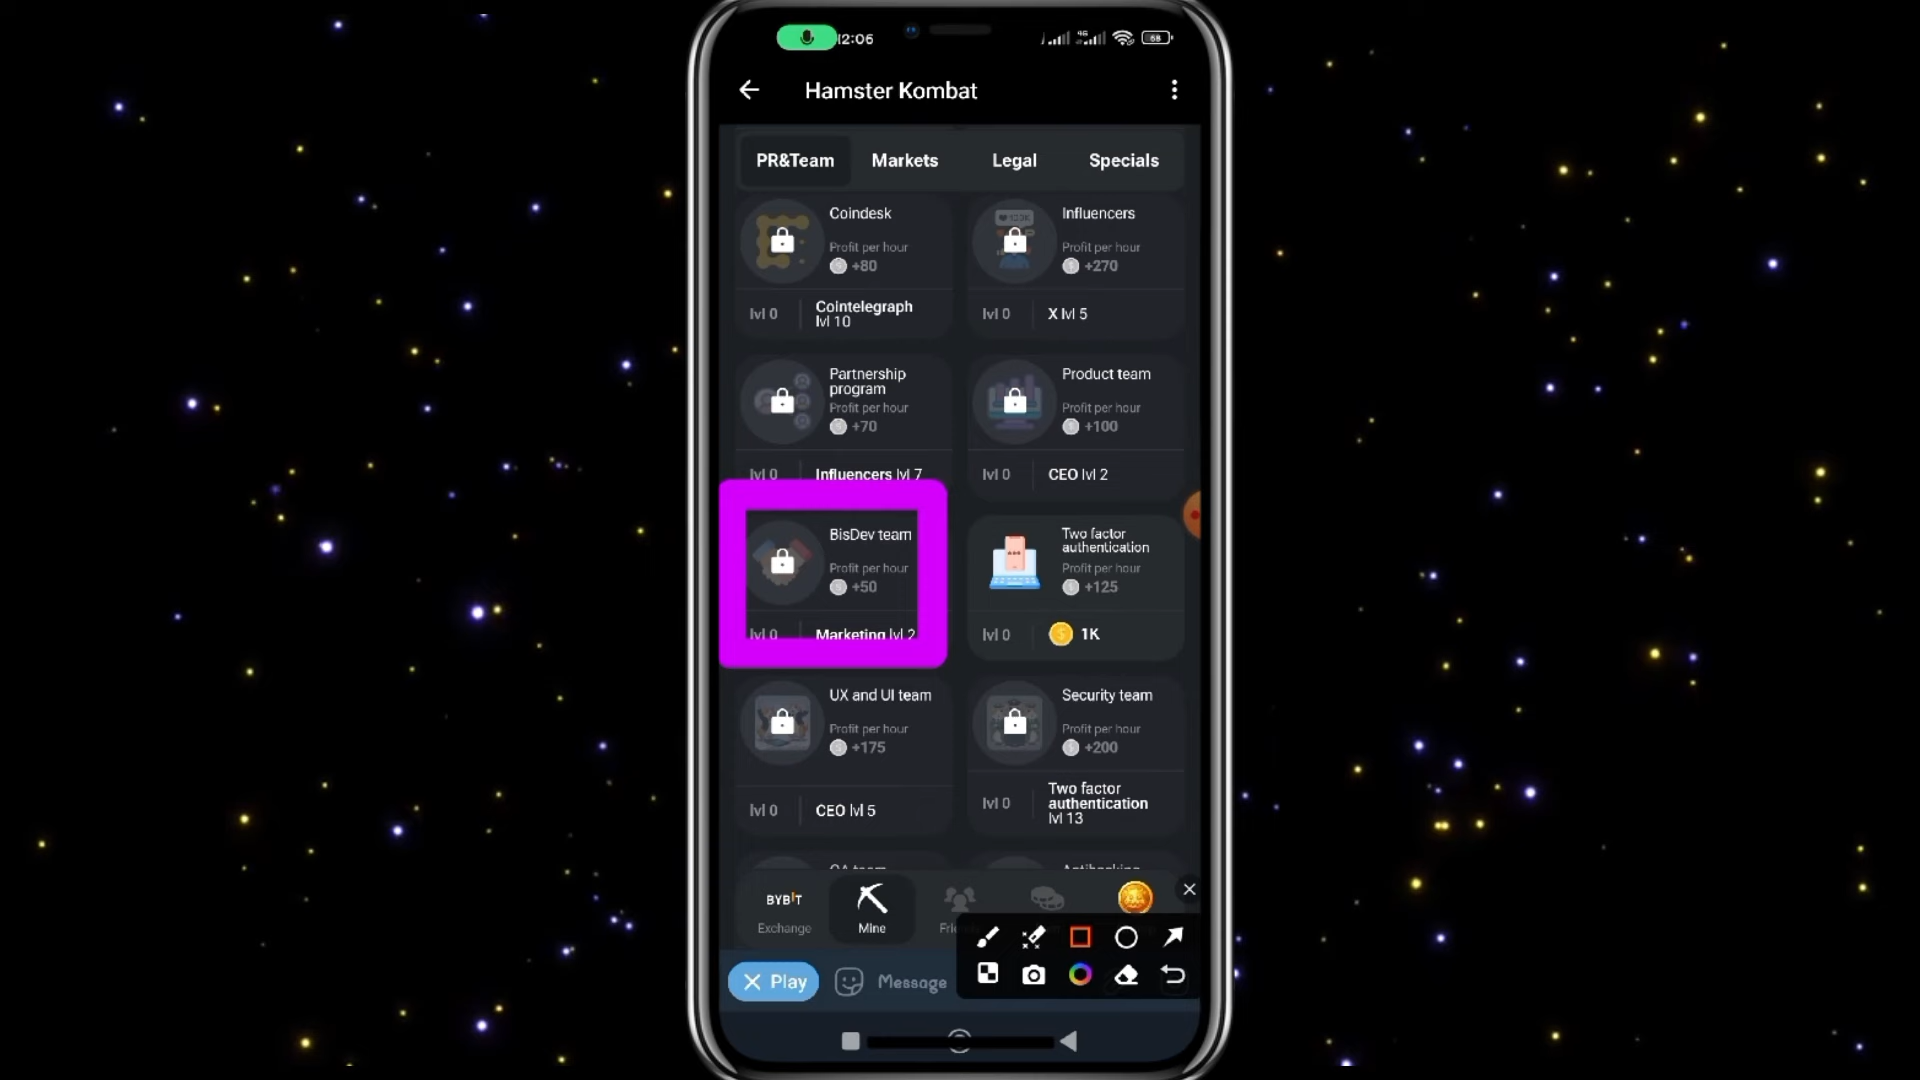 12:06
4G
58
Hamster Kombat
PR&Team Markets Legal Specials
Coindesk
Profit per hour
+80
lvl 0
Cointelegraph
lvl 10
Influencers
Profit per hour
+270
lvl 0
X lvl 5
Partnership
program
Profit per hour
+70
lvl 0
Influencers lvl 7
Product team
Profit per hour
+100
lvl 0
CEO lvl 2
BisDev team
Profit per hour
+50
lvl 0
Marketing lvl 2
Two factor
authentication
Profit per hour
+125
lvl 0
1K
UX and UI team
Profit per hour
+175
lvl 0
CEO lvl 5
Security team
Profit per hour
+200
lvl 0
Two factor
authentication
lvl 13
QA team
Antihacking
BYBIT
Exchange
Mine
Play
Message